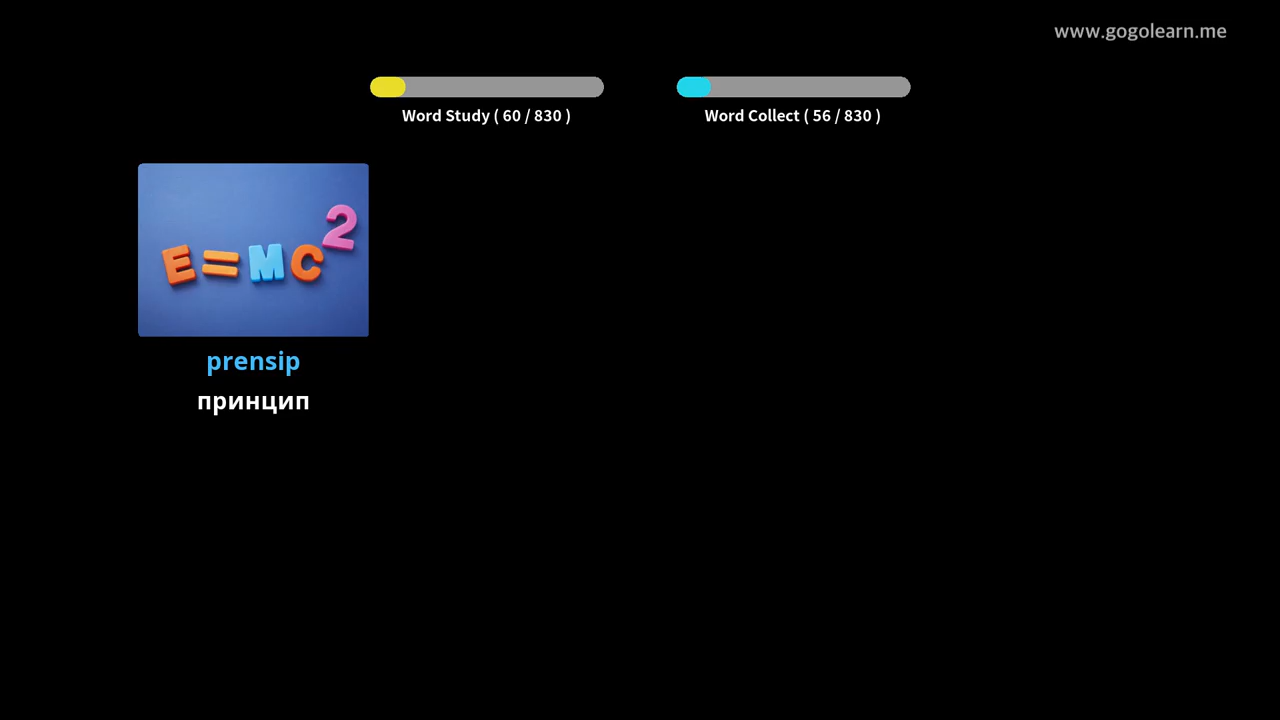 www.gogolearn.me
Word Study ( 60 / 830 )
Word Collect ( 56 / 830 )
E=MC2
prensip
принцип